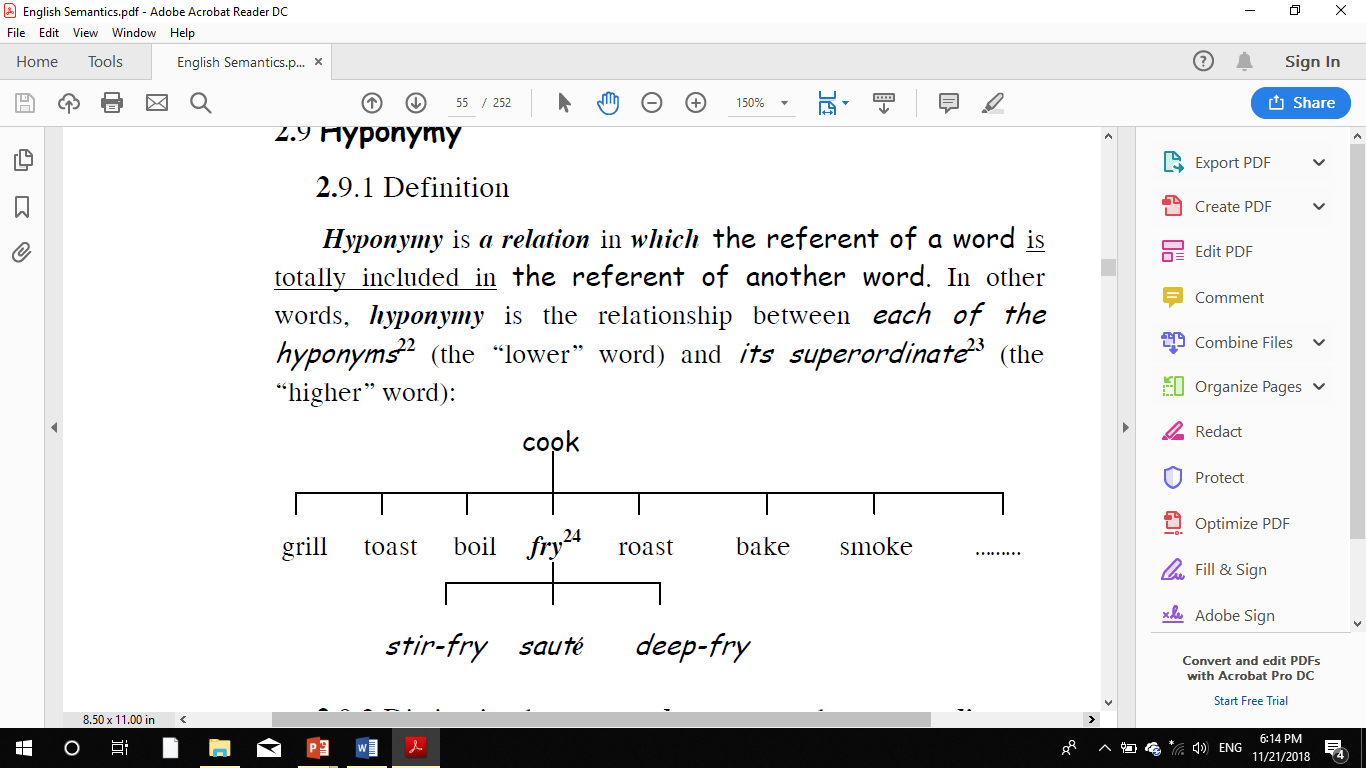 English Semantics.pdf - Adobe Acrobat Reader DC
File Edit View Window Help
Home Tools English Semantics.p... × Sign In
55 / 252 150% Share
2.9 Hyponymy
2.9.1 Definition
Hyponymy is a relation in which the referent of a word is
totally included in the referent of another word. In other
words, hyponymy is the relationship between each of the
hyponyms22 (the “lower” word) and its superordinate23 (the
“higher” word):
cook
grill toast boil fry24 roast bake smoke .........
stir-fry sauté deep-fry
8.50 x 11.00 in
Export PDF
Create PDF
Edit PDF
Comment
Combine Files
Organize Pages
Redact
Protect
Optimize PDF
Fill & Sign
Adobe Sign
Convert and edit PDFs
with Acrobat Pro DC
Start Free Trial
ENG
6:14 PM
11/21/2018
4